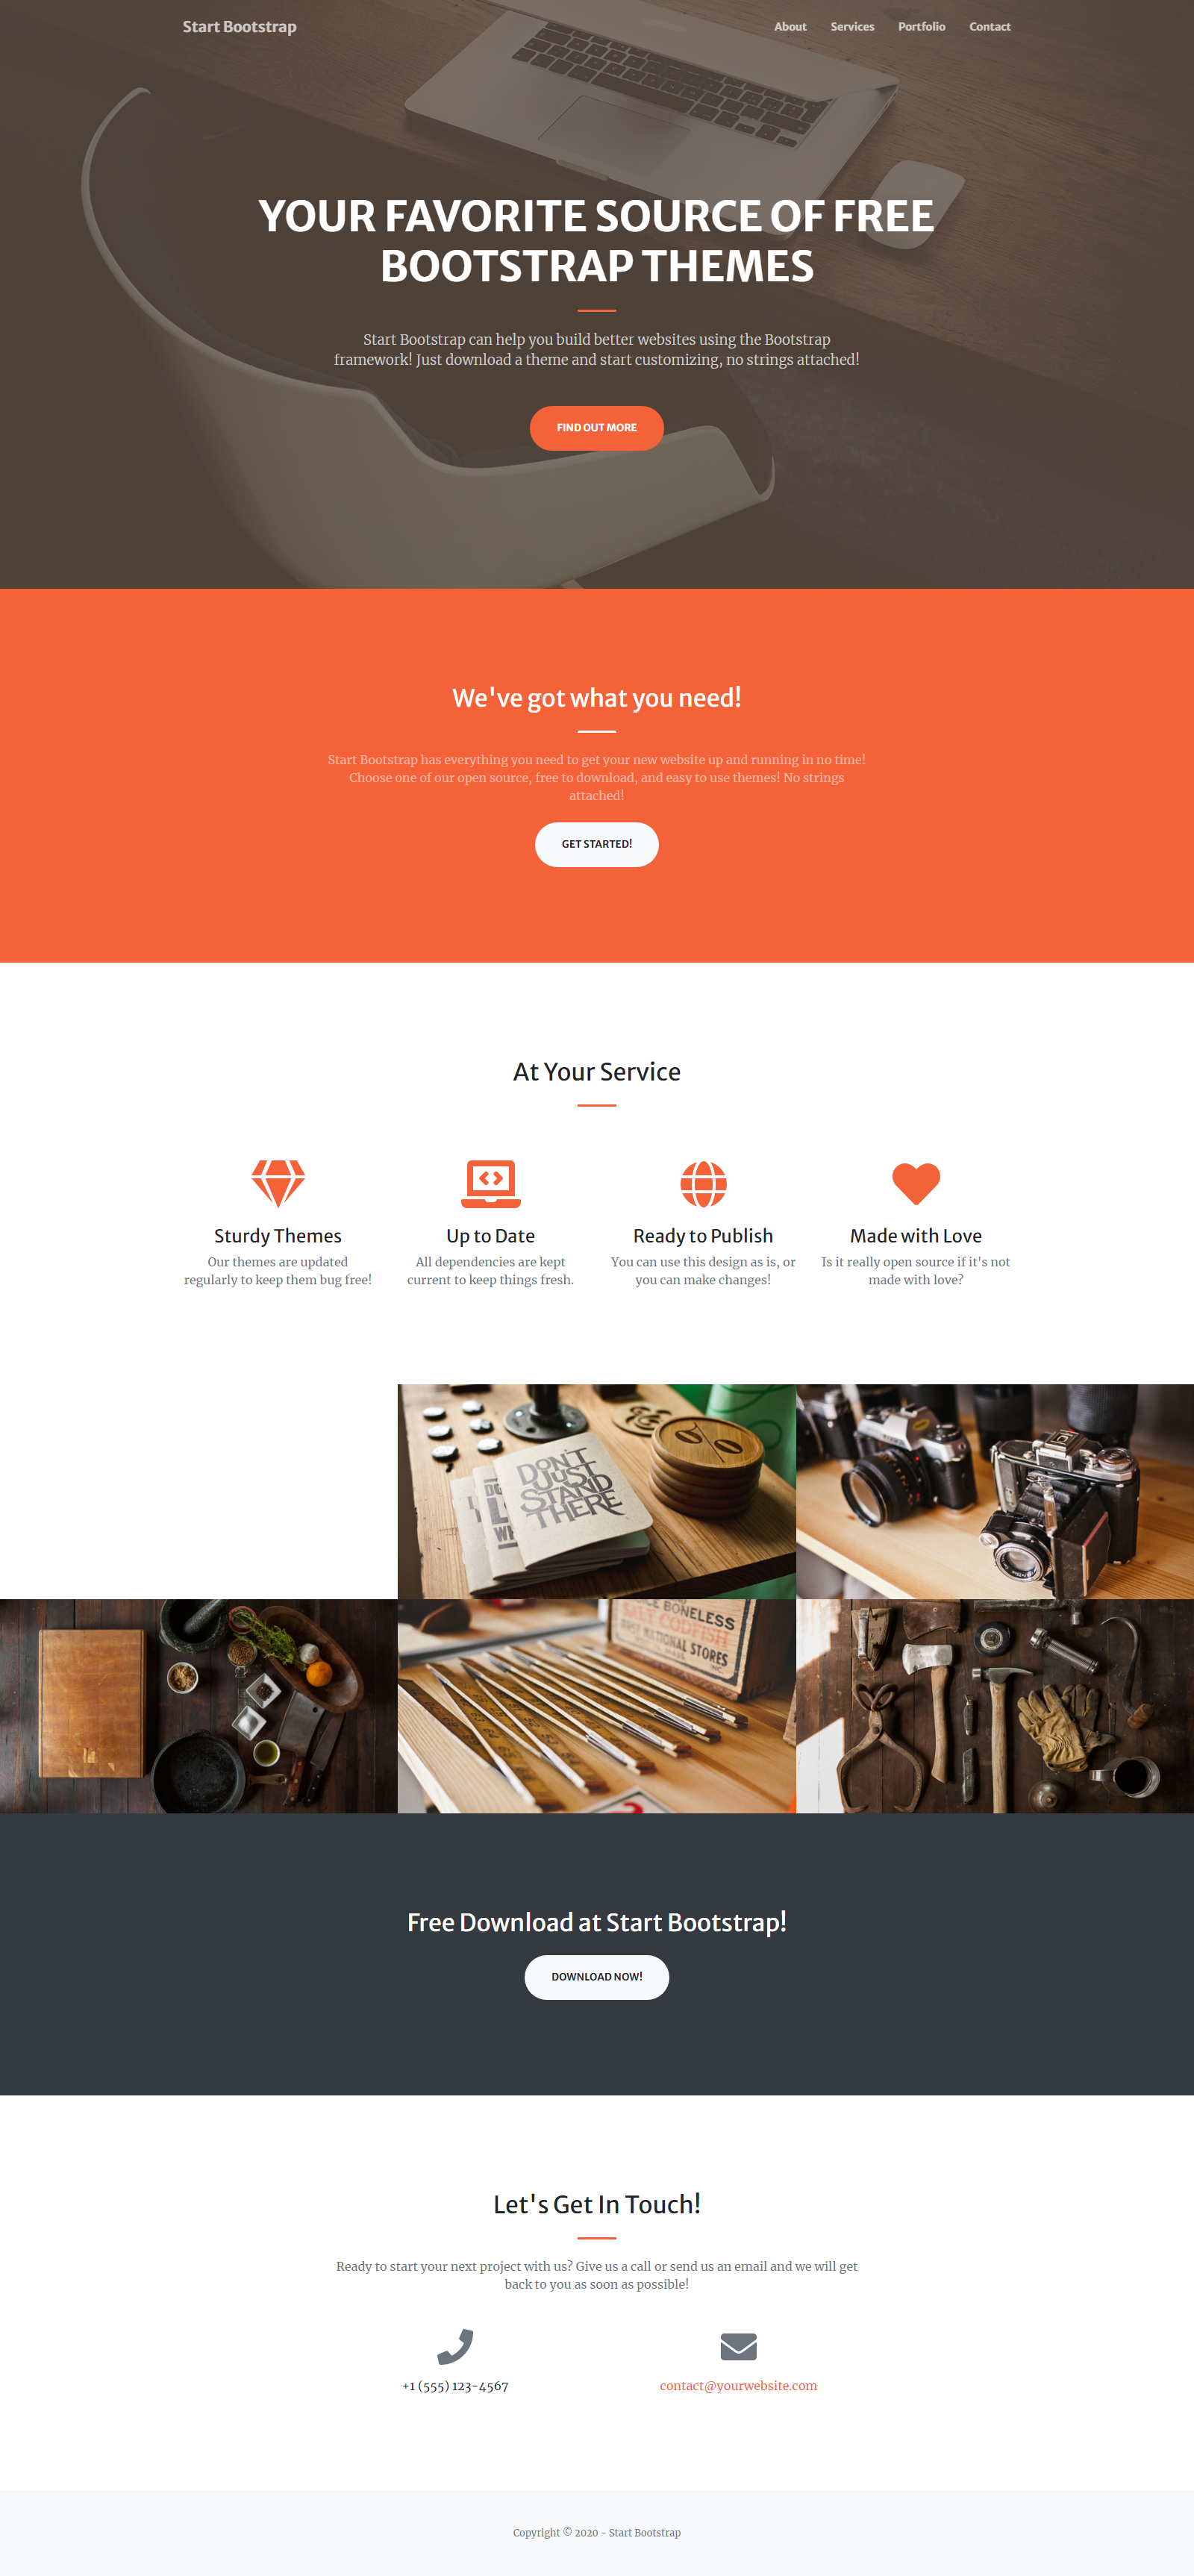 Start Bootstrap
About Services Portfolio Contact
YOUR FAVORITE SOURCE OF FREE
BOOTSTRAP THEMES
Start Bootstrap can help you build better websites using the Bootstrap
framework! Just download a theme and start customizing, no strings attached!
FIND OUT MORE
We've got what you need!
Start Bootstrap has everything you need to get your new website up and running in no time!
Choose one of our open source, free to download, and easy to use themes! No strings
attached!
GET STARTED!
At Your Service
Sturdy Themes
Our themes are updated
regularly to keep them bug free!
Up to Date
All dependencies are kept
current to keep things fresh.
Ready to Publish
You can use this design as is, or
you can make changes!
Made with Love
Is it really open source if it's not
made with love?
DON'T
JUST
STAND
THERE
BONELESS
CODFISH
NATIONAL STORES
MASS.
Free Download at Start Bootstrap!
DOWNLOAD NOW!
Let's Get In Touch!
Ready to start your next project with us? Give us a call or send us an email and we will get
back to you as soon as possible!
+1 (555) 123-4567
contact@yourwebsite.com
Copyright © 2020 - Start Bootstrap